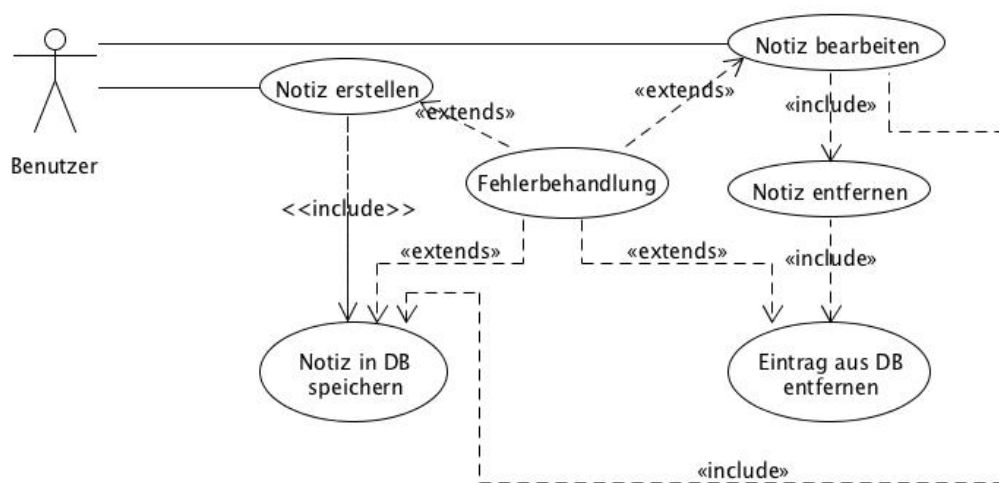 Notiz bearbeiten
Notiz erstellen
«extends»
«include»
«extends»
Benutzer
Fehlerbehandlung
Notiz entfernen
<<include>>
«extends»
«extends»
«include»
Notiz in DB
speichern
Eintrag aus DB
entfernen
«include»